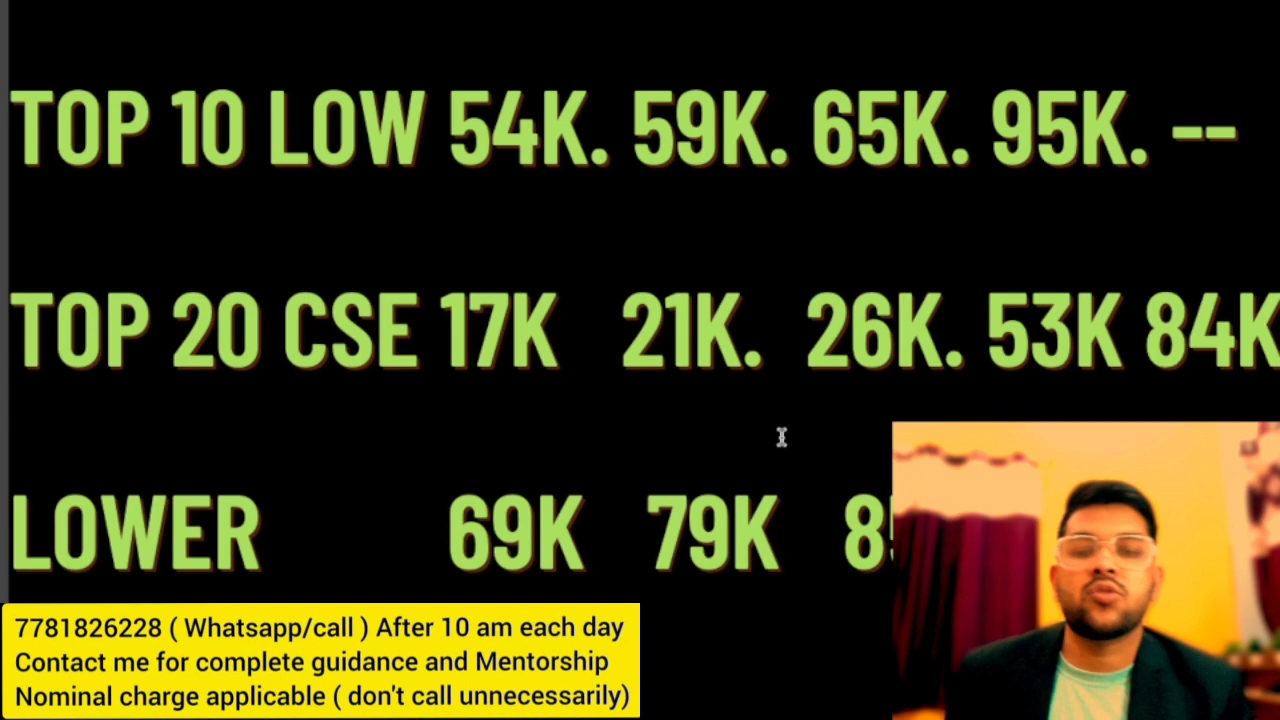 TOP 10 LOW 54K. 59K. 65K. 95K. --
TOP 20 CSE 17K 21K. 26K. 53K 84K
LOWER 69K 79K
7781826228 ( Whatsapp/call ) After 10 am each day
Contact me for complete guidance and Mentorship
Nominal charge applicable ( don't call unnecessarily)